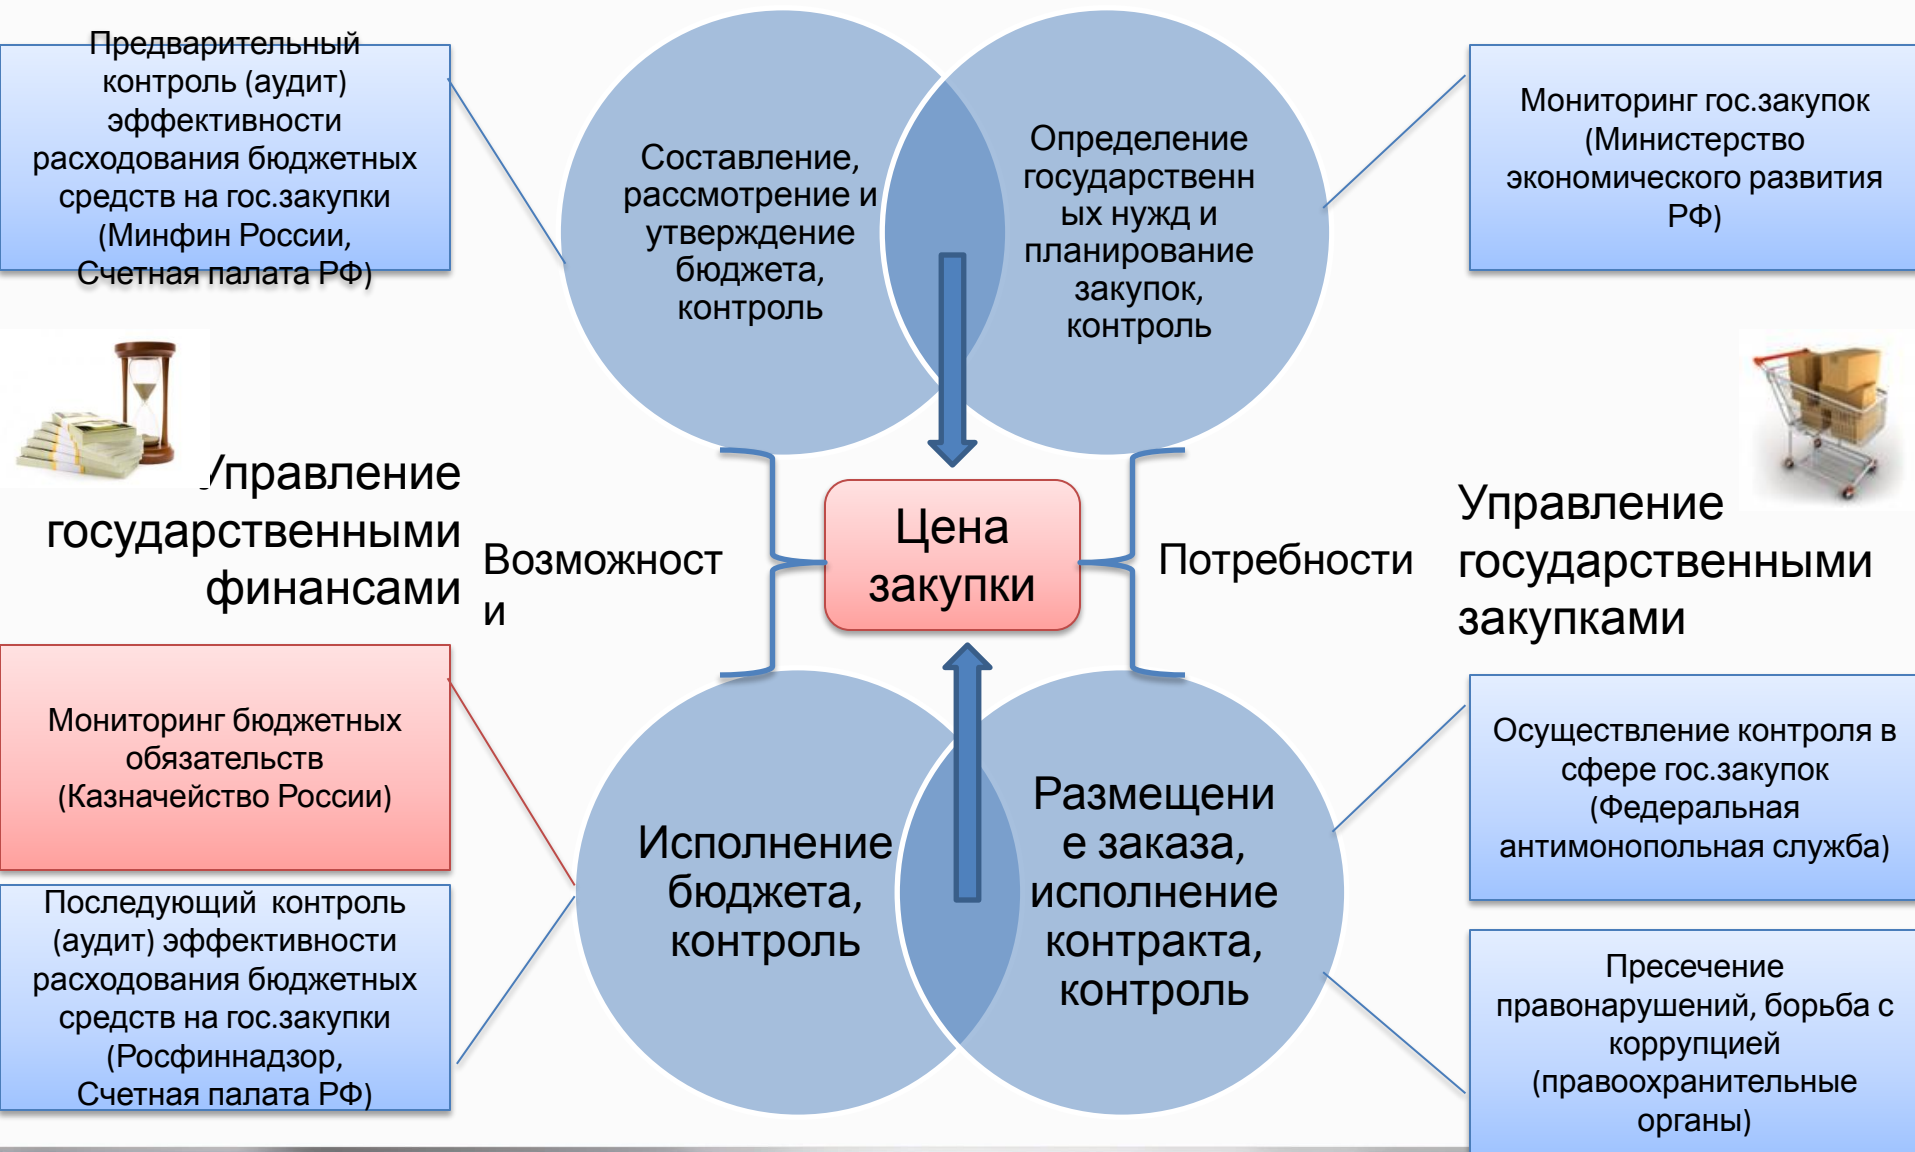 Предварительный
контроль (аудит)
эффективности
расходования бюджетных
средств на гос.закупки
(Минфин России,
Счетная палата РФ)
Составление,
рассмотрение и
утверждение
бюджета,
контроль
Определение
государственн
ых нужд и
планирование
закупок,
контроль
Мониторинг гос.закупок
(Министерство
экономического развития
РФ)
Управление
государственными
финансами
Возможност
и
Цена
закупки
Потребности
Управление
государственными
закупками
Мониторинг бюджетных
обязательств
(Казначейство России)
Последующий контроль
(аудит) эффективности
расходования бюджетных
средств на гос.закупки
(Росфиннадзор,
Счетная палата РФ)
Исполнение
бюджета,
контроль
Размещени
е заказа,
исполнение
контракта,
контроль
Осуществление контроля в
сфере гос.закупок
(Федеральная
антимонопольная служба)
Пресечение
правонарушений, борьба с
коррупцией
(правоохранительные
органы)